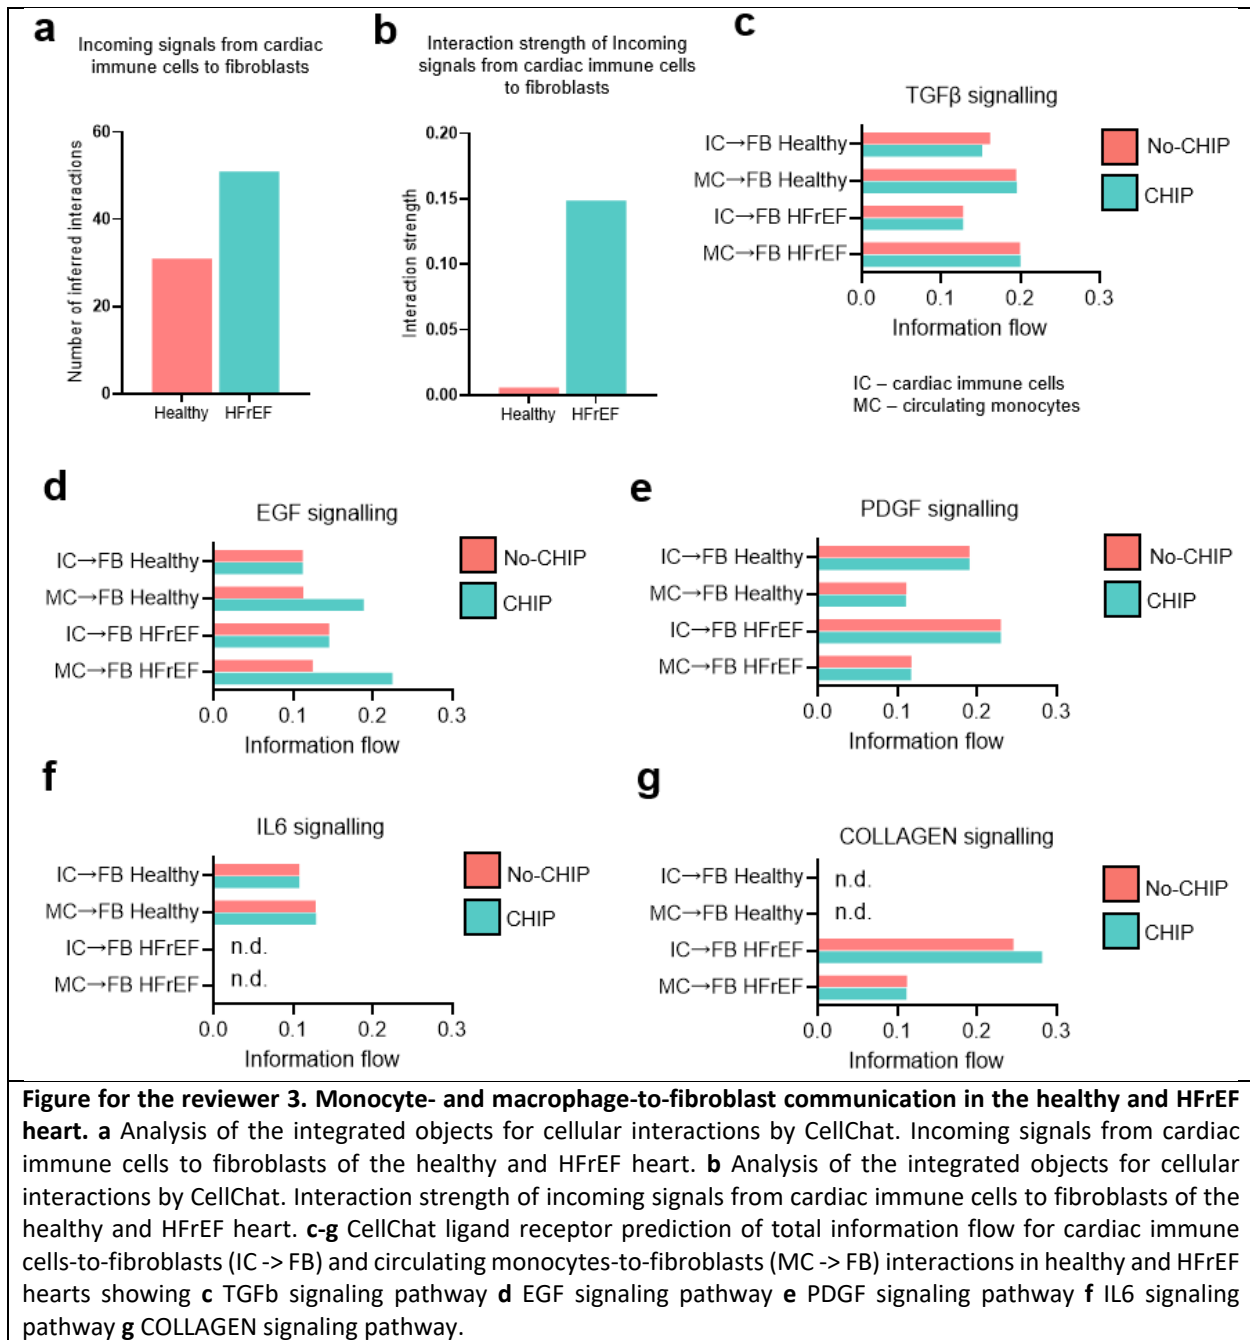 a
Incoming signals from cardiac
immune cells to fibroblasts
Number of inferred interactions
60
40
20
0
Healthy
HFrEF
b
Interaction strength of Incoming
signals from cardiac immune cells
to fibroblasts
Interaction strength
0.20
0.15
0.10
0.05
0.00
Healthy
HFrEF
c
TGFβ signalling
IC→FB Healthy
MC→FB Healthy
IC→FB HFrEF
MC→FB HFrEF
0.0 0.1 0.2 0.3
Information flow
No-CHIP
CHIP
IC – cardiac immune cells
MC – circulating monocytes
d
EGF signalling
IC→FB Healthy
MC→FB Healthy
IC→FB HFrEF
MC→FB HFrEF
0.0 0.1 0.2 0.3
Information flow
No-CHIP
CHIP
e
PDGF signalling
IC→FB Healthy
MC→FB Healthy
IC→FB HFrEF
MC→FB HFrEF
0.0 0.1 0.2 0.3
Information flow
No-CHIP
CHIP
f
IL6 signalling
IC→FB Healthy
MC→FB Healthy
IC→FB HFrEF n.d.
MC→FB HFrEF n.d.
0.0 0.1 0.2 0.3
Information flow
No-CHIP
CHIP
g
COLLAGEN signalling
IC→FB Healthy n.d.
MC→FB Healthy n.d.
IC→FB HFrEF
MC→FB HFrEF
0.0 0.1 0.2 0.3
Information flow
No-CHIP
CHIP
Figure for the reviewer 3. Monocyte- and macrophage-to-fibroblast communication in the healthy and HFrEF
heart. a Analysis of the integrated objects for cellular interactions by CellChat. Incoming signals from cardiac
immune cells to fibroblasts of the healthy and HFrEF heart. b Analysis of the integrated objects for cellular
interactions by CellChat. Interaction strength of incoming signals from cardiac immune cells to fibroblasts of the
healthy and HFrEF heart. c-g CellChat ligand receptor prediction of total information flow for cardiac immune
cells-to-fibroblasts (IC -> FB) and circulating monocytes-to-fibroblasts (MC -> FB) interactions in healthy and HFrEF
hearts showing c TGFb signaling pathway d EGF signaling pathway e PDGF signaling pathway f IL6 signaling
pathway g COLLAGEN signaling pathway.